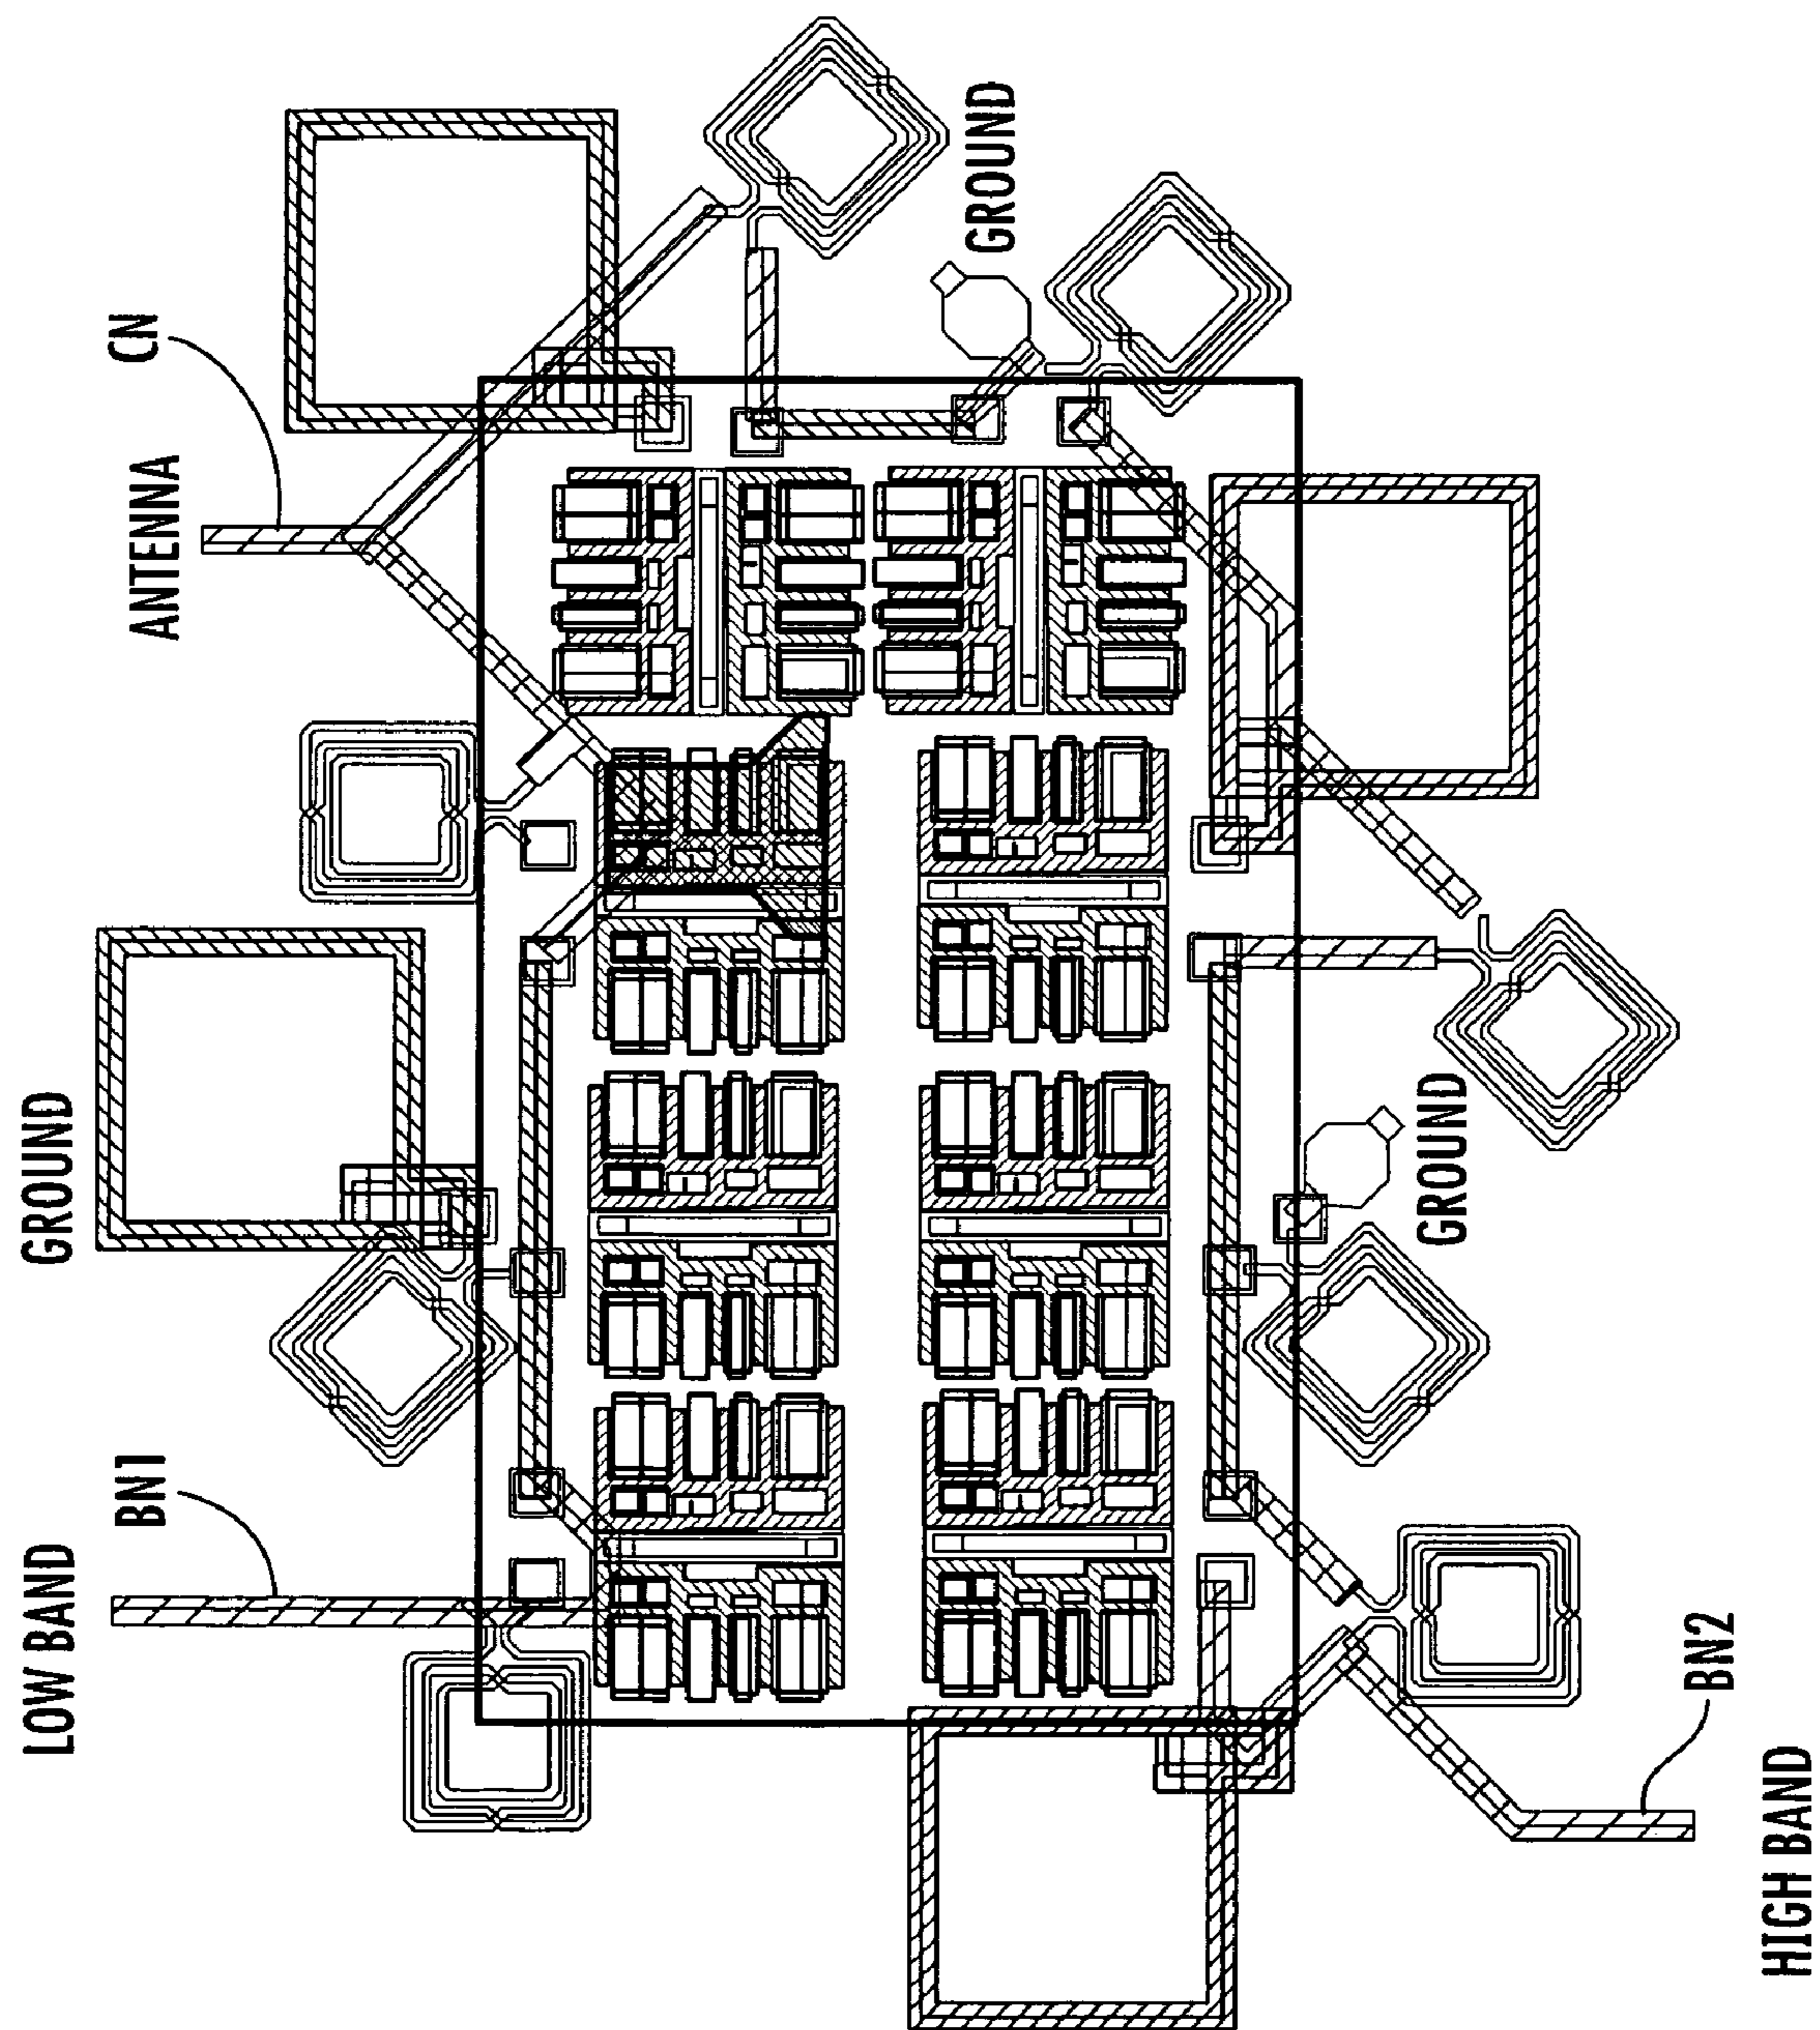 LOW BAND
GROUND
BN1
ANTENNA
CN
GROUND
GROUND
BN2
HIGH BAND